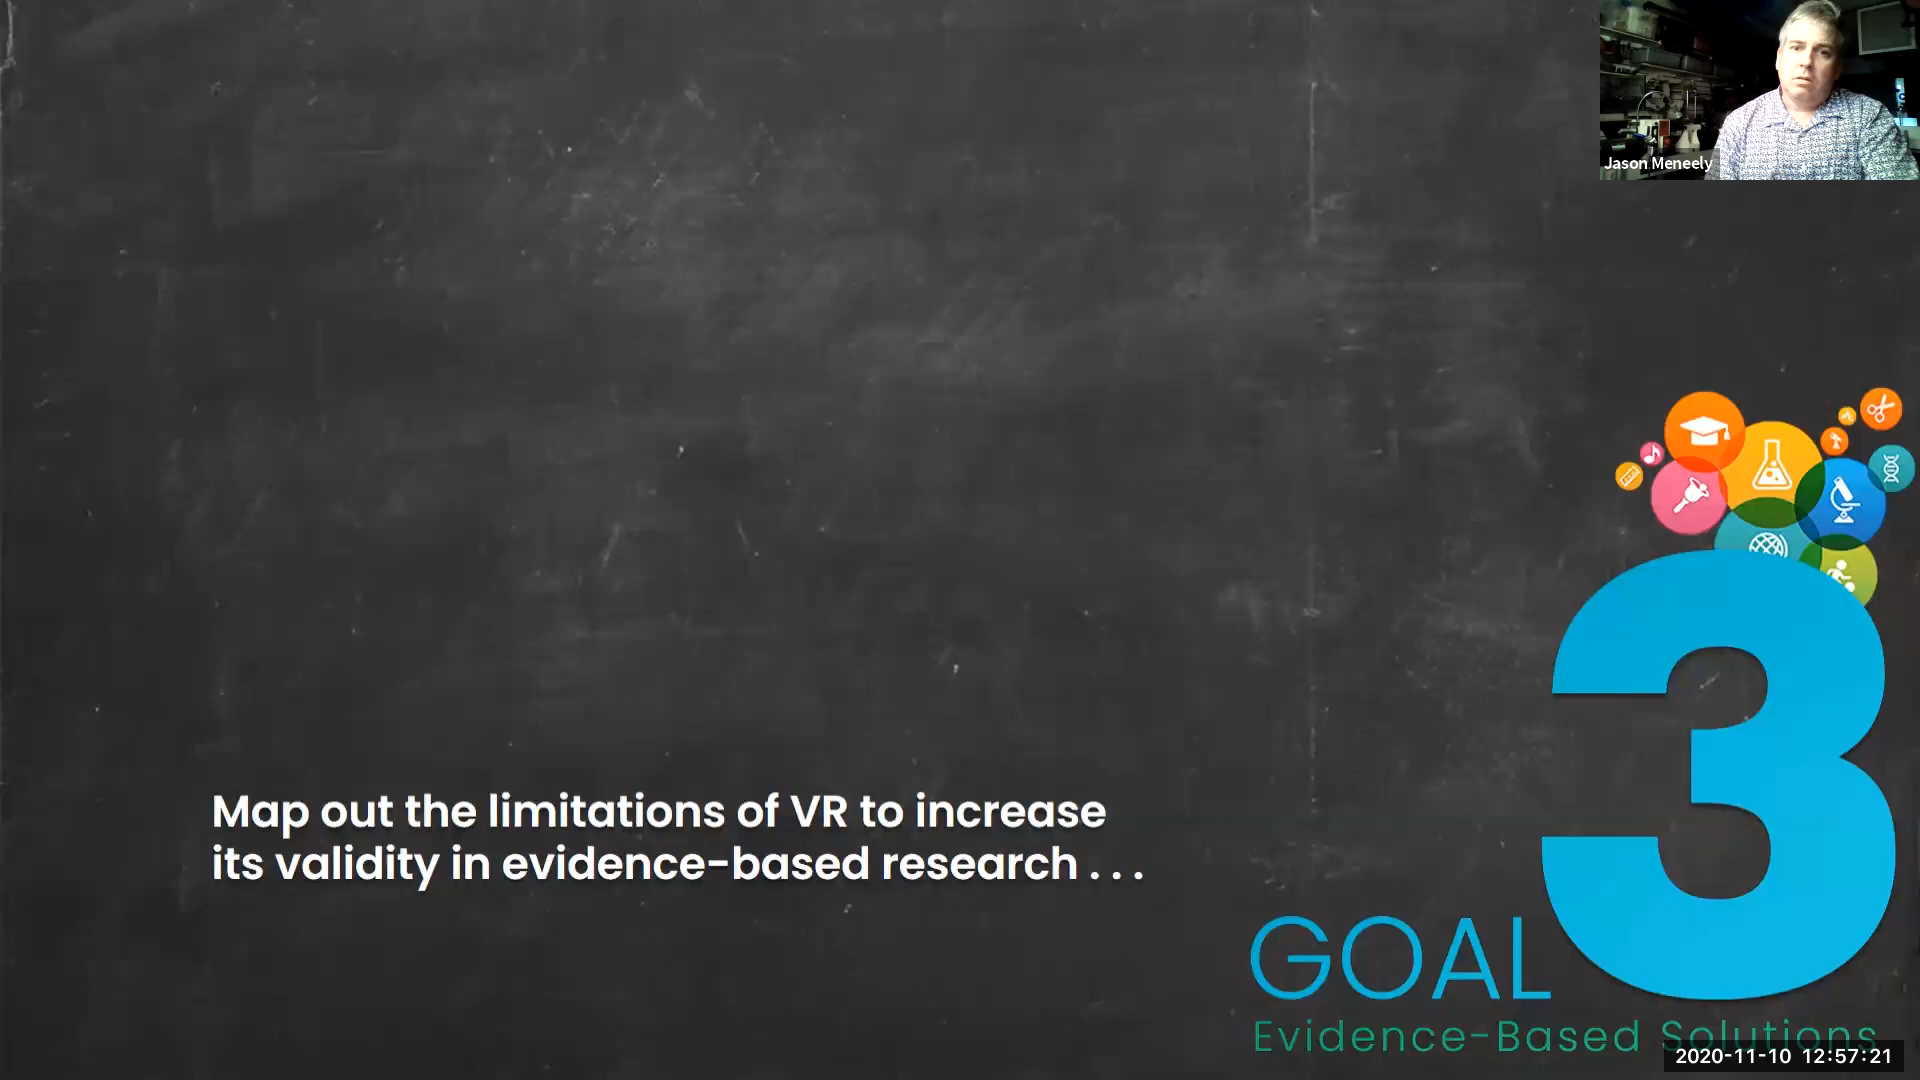 Jason Meneely
Map out the limitations of VR to increase
its validity in evidence-based research . . .
GOAL 3
Evidence-Based Solutions
2020-11-10 12:57:21